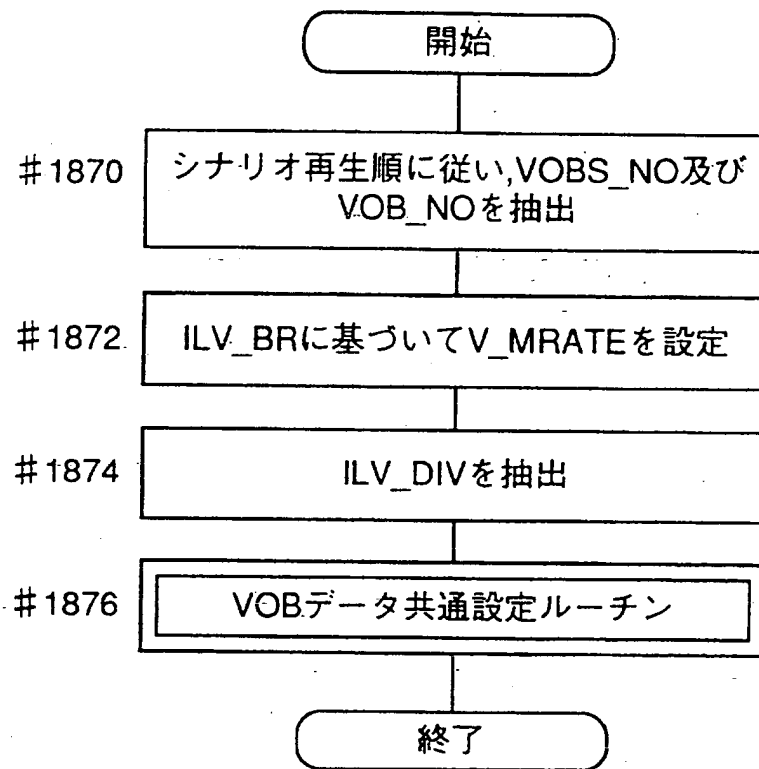 開始
#1870
シナリオ再生順に従い,VOBS_NO及び
VOB_NOを抽出
#1872
ILV_BRに基づいてV_MRATEを設定
#1874
ILV_DIVを抽出
#1876
VOBデータ共通設定ルーチン
終了